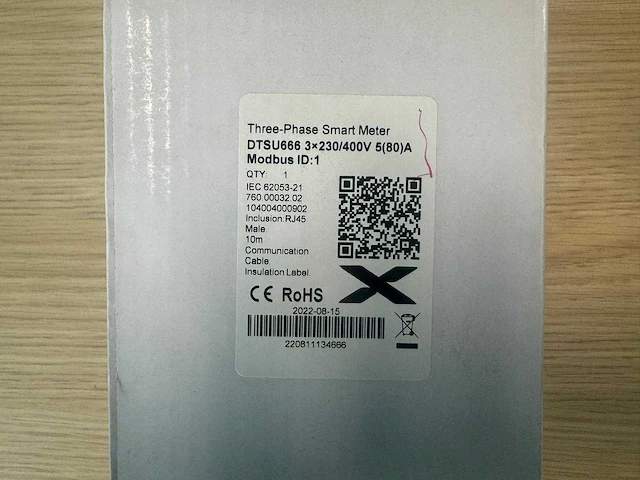 Three-Phase Smart Meter
DTSU666 3×230/400V 5(80)A
Modbus ID:1
QTY: 1
IEC 62053-21
760.00032.02
104004000902
Inclusion:RJ45
Male
10m
Communication
Cable
Insulation Label
CE RoHS
2022-08-15
220811134666